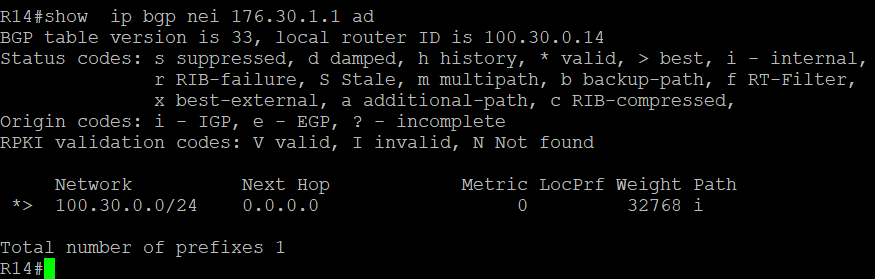 R14#show  ip bgp nei 176.30.1.1 ad
BGP table version is 33, local router ID is 100.30.0.14
Status codes: s suppressed, d damped, h history, * valid, > best, i - internal,
              r RIB-failure, S Stale, m multipath, b backup-path, f RT-Filter,
              x best-external, a additional-path, c RIB-compressed,
Origin codes: i - IGP, e - EGP, ? - incomplete
RPKI validation codes: V valid, I invalid, N Not found

     Network          Next Hop            Metric LocPrf Weight Path
 *>  100.30.0.0/24    0.0.0.0                  0         32768 i

Total number of prefixes 1
R14#